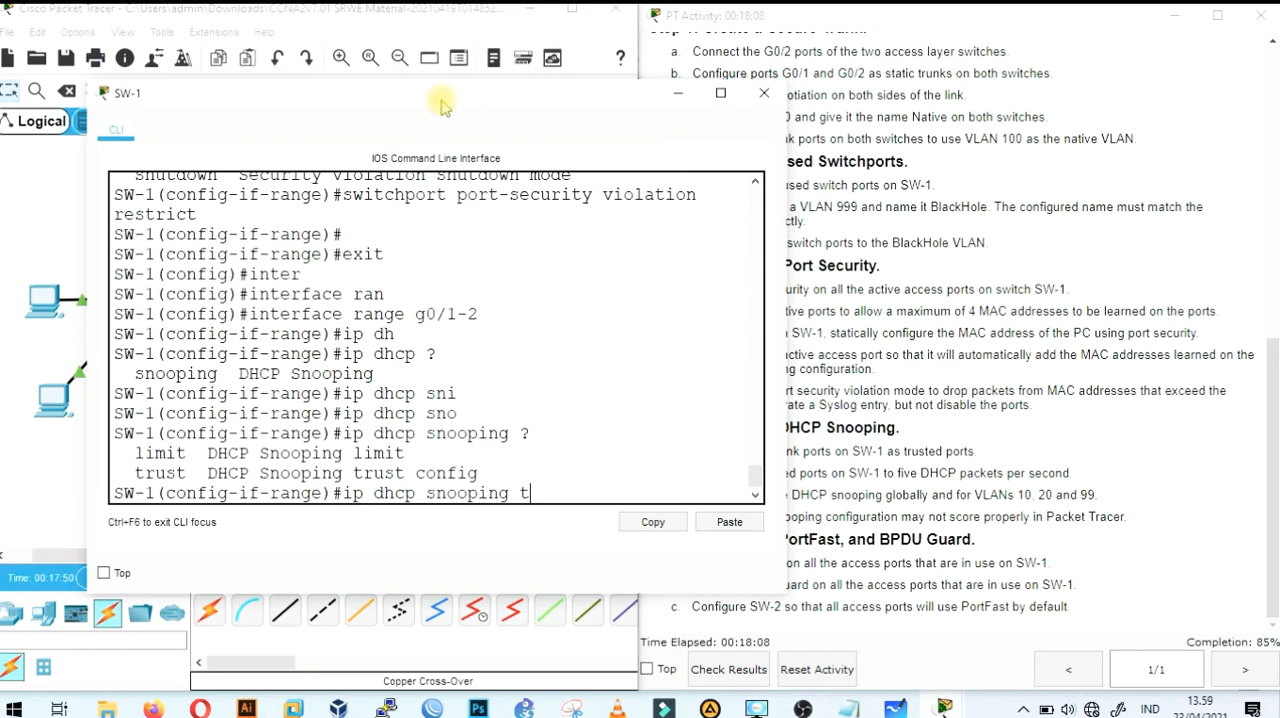 Cisco Packet Tracer - C:\Users\admin\Downloads\CCNA2v7.01 SRWE Material-20210419T014852
File Edit Options View Tools Extensions Help
?
Logical
SW-1
CLI
IOS Command Line Interface
shutdown Security violation shutdown mode
SW-1(config-if-range)#switchport port-security violation
restrict
SW-1(config-if-range)#
SW-1(config-if-range)#exit
SW-1(config)#inter
SW-1(config)#interface ran
SW-1(config)#interface range g0/1-2
SW-1(config-if-range)#ip dh
SW-1(config-if-range)#ip dhcp ?
snooping DHCP Snooping
SW-1(config-if-range)#ip dhcp sni
SW-1(config-if-range)#ip dhcp sno
SW-1(config-if-range)#ip dhcp snooping ?
limit DHCP Snooping limit
trust DHCP Snooping trust config
SW-1(config-if-range)#ip dhcp snooping t
Ctrl+F6 to exit CLI focus
Copy
Paste
Top
Time: 00:17:50
Copper Cross-Over
PT Activity: 00:18:08
a. Connect the G0/2 ports of the two access layer switches.
b. Configure ports G0/1 and G0/2 as static trunks on both switches.
otiation on both sides of the link.
0 and give it the name Native on both switches.
k ports on both switches to use VLAN 100 as the native VLAN.
sed Switchports.
used switch ports on SW-1.
a VLAN 999 and name it BlackHole. The configured name must match the
ctly.
switch ports to the BlackHole VLAN.
Port Security.
urity on all the active access ports on switch SW-1.
tive ports to allow a maximum of 4 MAC addresses to be learned on the ports.
n SW-1, statically configure the MAC address of the PC using port security.
active access port so that it will automatically add the MAC addresses learned on the
ng configuration.
rt security violation mode to drop packets from MAC addresses that exceed the
rate a Syslog entry, but not disable the ports.
DHCP Snooping.
nk ports on SW-1 as trusted ports.
ed ports on SW-1 to five DHCP packets per second.
DHCP snooping globally and for VLANs 10, 20 and 99.
ooping configuration may not score properly in Packet Tracer.
PortFast, and BPDU Guard.
on all the access ports that are in use on SW-1.
uard on all the access ports that are in use on SW-1.
c. Configure SW-2 so that all access ports will use PortFast by default.
Time Elapsed: 00:18:08
Completion: 85%
Top
Check Results
Reset Activity
<
1/1
>
IND
13.59
23/04/2021